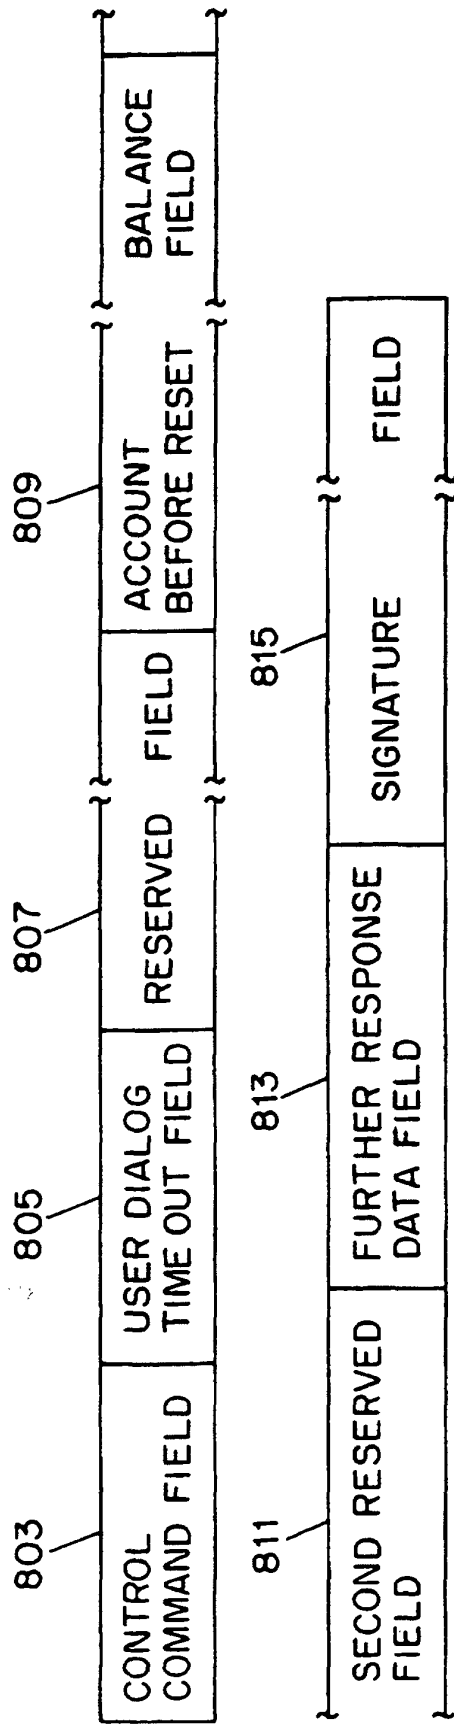 803
805
807
809
CONTROL
COMMAND FIELD
USER DIALOG
TIME OUT FIELD
RESERVED FIELD
ACCOUNT
BEFORE RESET
BALANCE
FIELD
811
813
815
SECOND RESERVED
FIELD
FURTHER RESPONSE
DATA FIELD
SIGNATURE FIELD